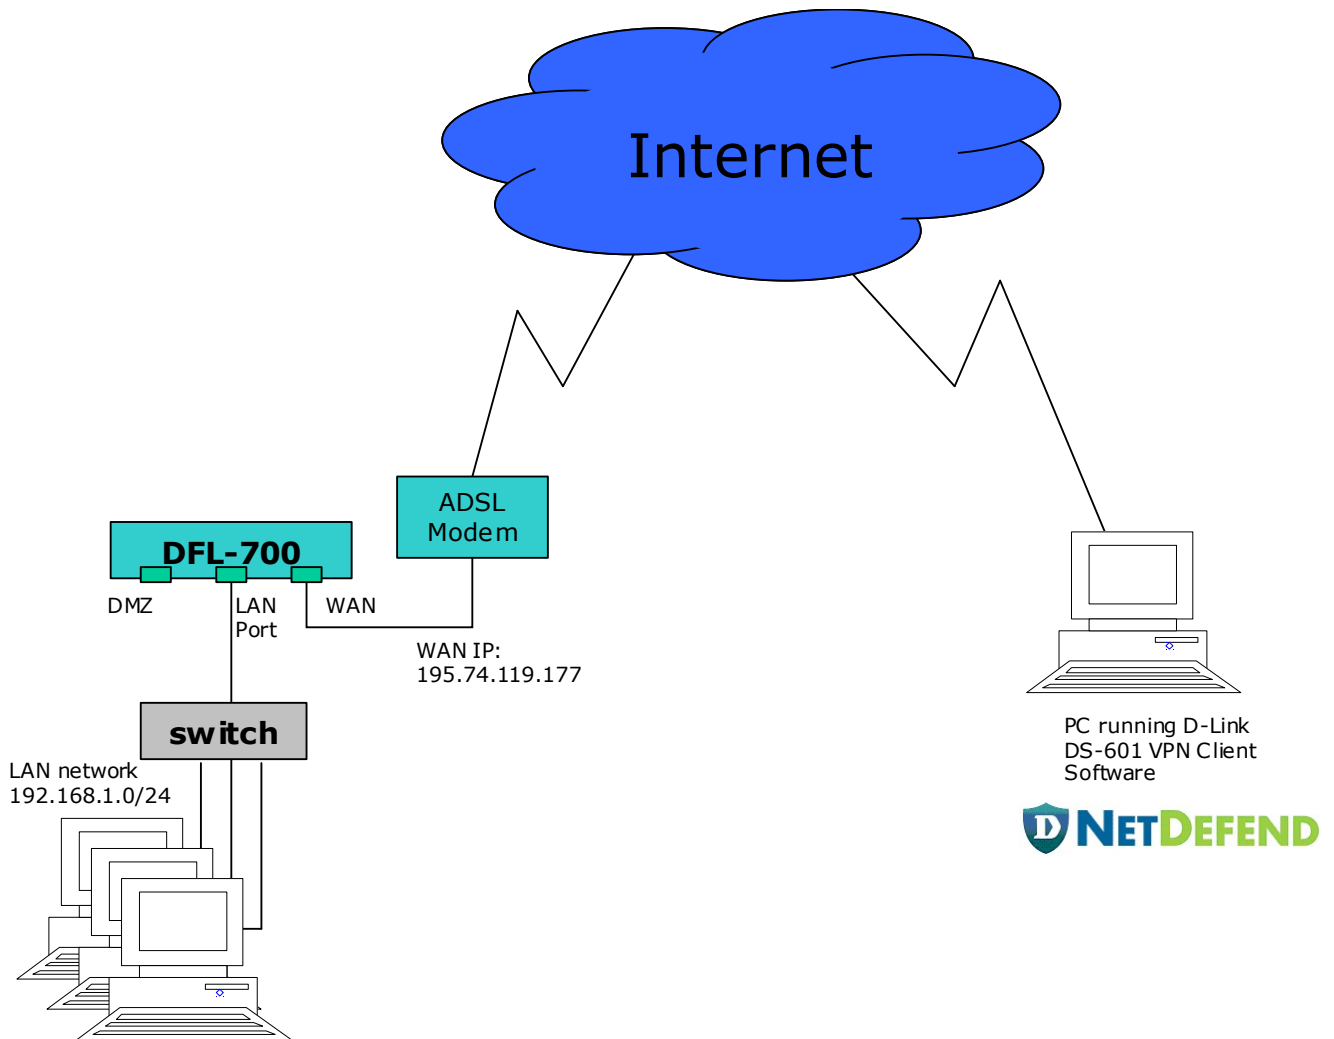 Internet
ADSL
Modem
DFL-700
DMZ
LAN
Port
WAN
WAN IP:
195.74.119.177
switch
LAN network
192.168.1.0/24
PC running D-Link
DS-601 VPN Client
Software
D NETDEFEND